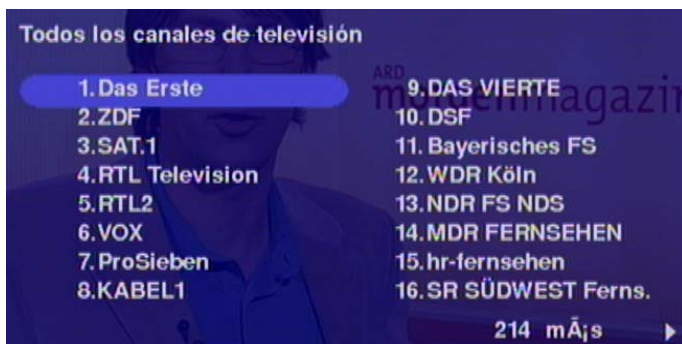 Todos los canales de televisión
1. Das Erste
2. ZDF
3. SAT.1
4. RTL Television
5. RTL2
6. VOX
7. ProSieben
8. KABEL1
ARD
morgenmagazin
9. DAS VIERTE
10. DSF
11. Bayerisches FS
12. WDR Köln
13. NDR FS NDS
14. MDR FERNSEHEN
15. hr-fernsehen
16. SR SÜDWEST Ferns.
214 mÃ¡s